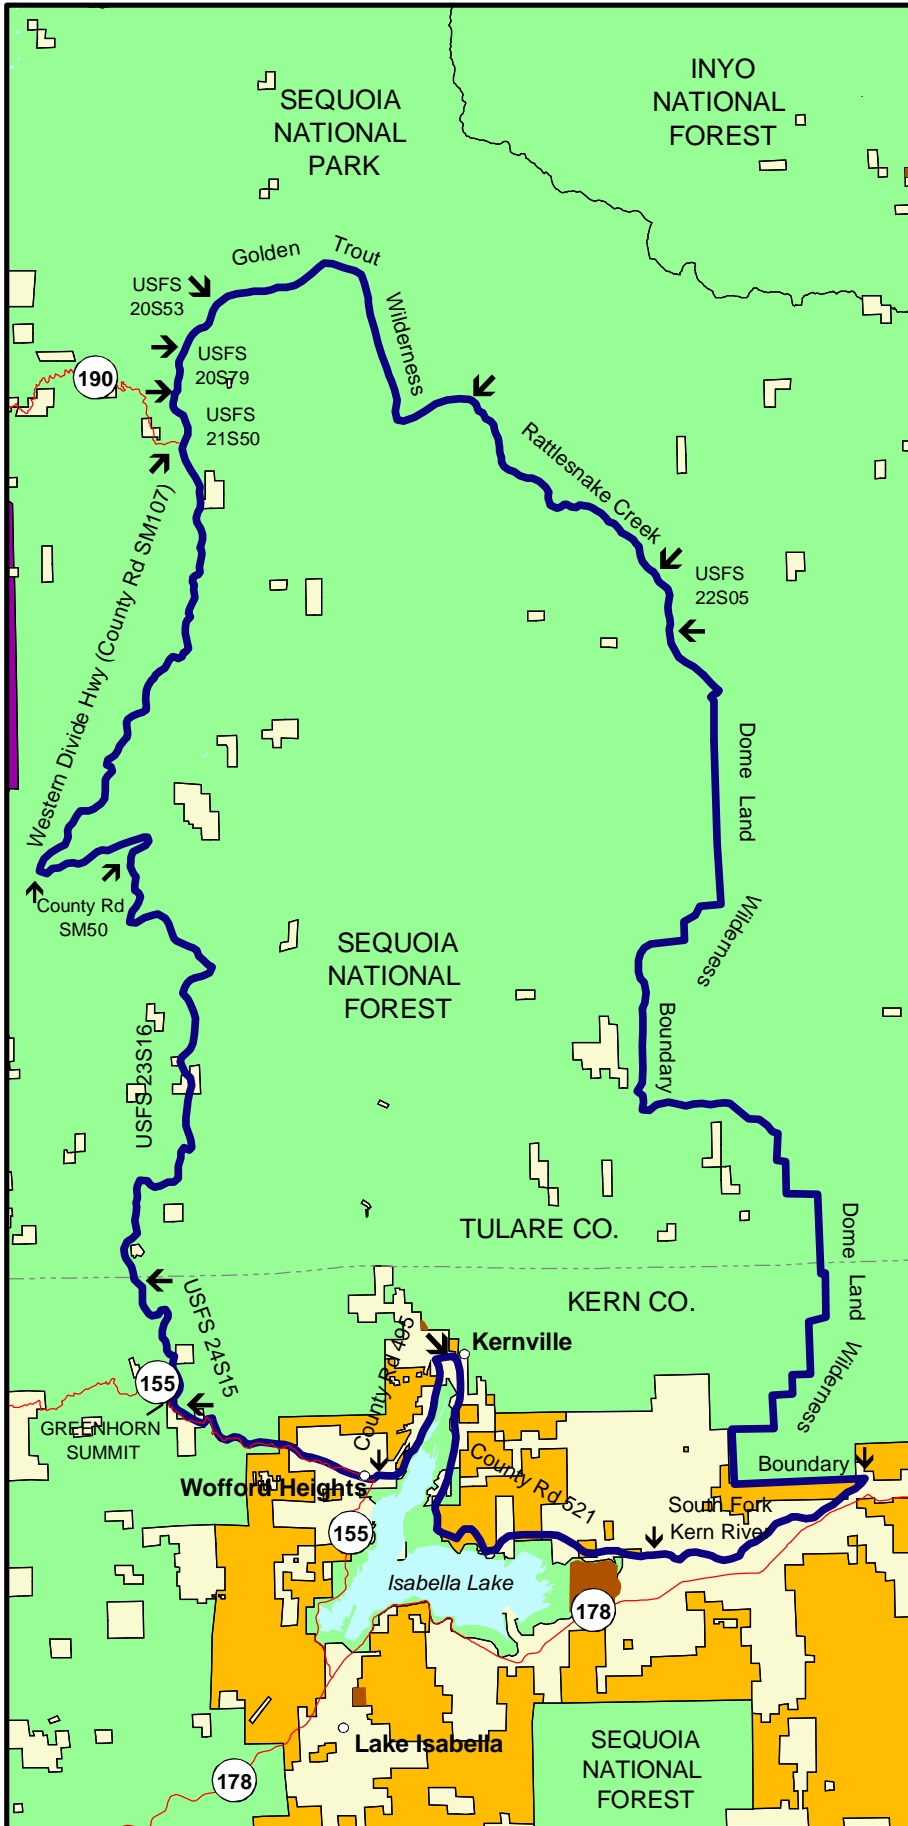 INYO
NATIONAL
FOREST
SEQUOIA
NATIONAL
PARK
Golden Trout
Wilderness
USFS
20S53
USFS
20S79
190
USFS
21S50
Rattlesnake Creek
USFS
22S05
Western Divide Hwy (County Rd SM107)
Dome Land
Wilderness
Boundary
County Rd
SM50
SEQUOIA
NATIONAL
FOREST
USFS 23S16
TULARE CO.
KERN CO.
Dome Land
Wilderness
Boundary
USFS 24S15
155
GREENHORN
SUMMIT
County Rd 495
Kernville
Wofford Heights
County Rd 521
South Fork
Kern River
155
Isabella Lake
178
Lake Isabella
178
SEQUOIA
NATIONAL
FOREST